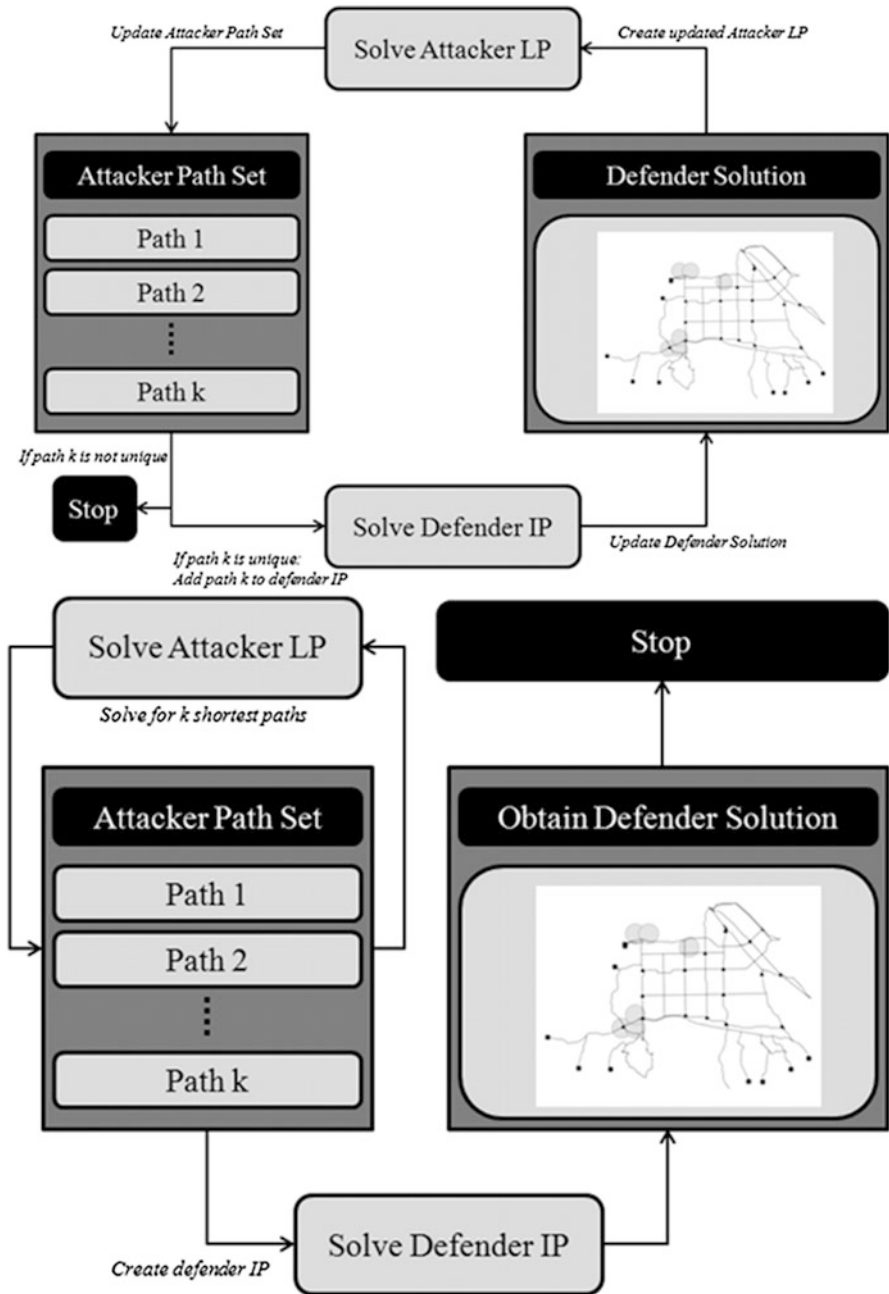 Update Attacker Path Set
Solve Attacker LP
Create updated Attacker LP
Attacker Path Set
Path 1
Path 2
Path k
Defender Solution
If path k is not unique
Stop
If path k is unique:
Add path k to defender IP
Solve Defender IP
Update Defender Solution
Solve Attacker LP
Solve for k shortest paths
Attacker Path Set
Path 1
Path 2
Path k
Create defender IP
Solve Defender IP
Stop
Obtain Defender Solution